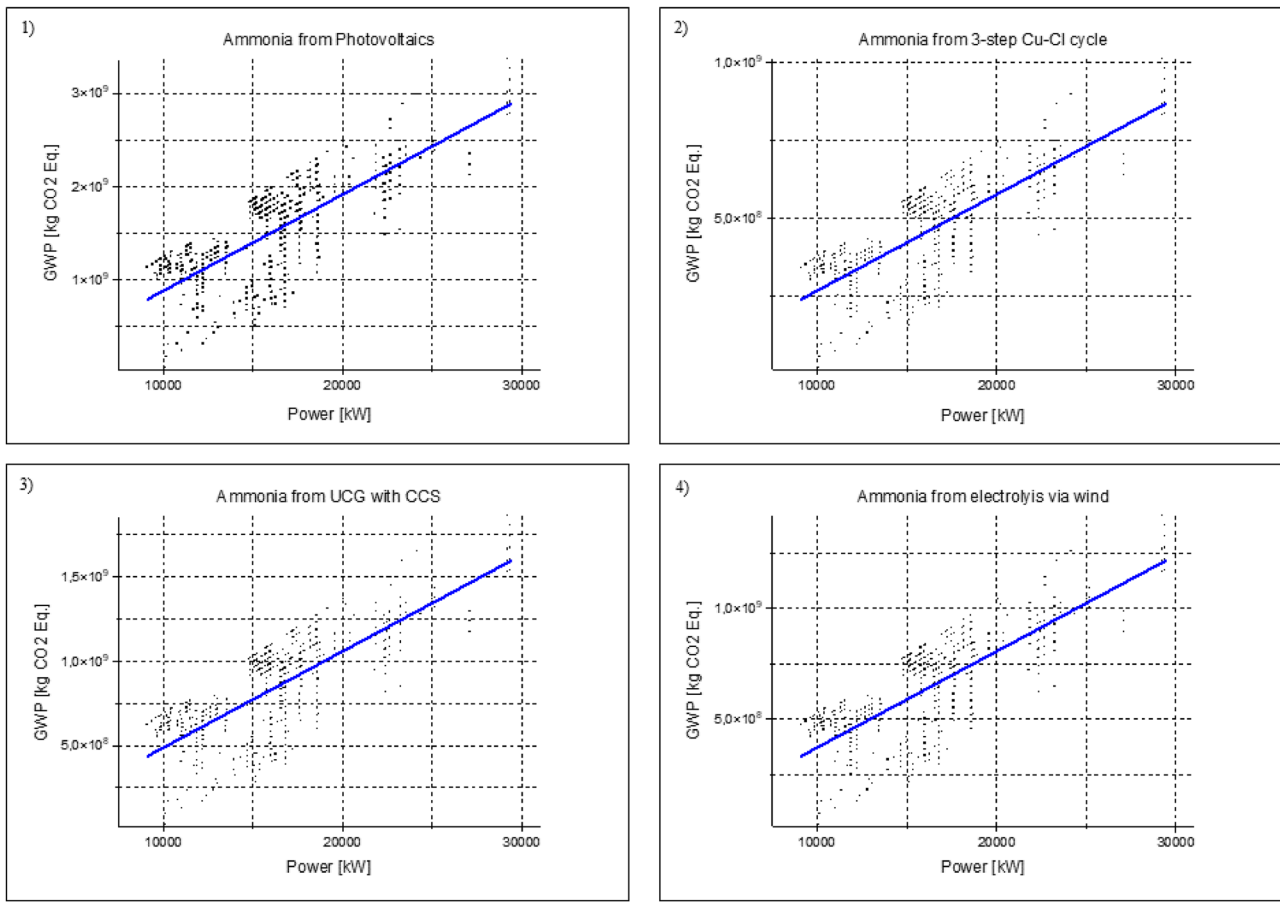 1)
Ammonia from Photovoltaics
3×10⁹
2×10⁹
1×10⁹
GWP [kg CO2 Eq.]
10000 20000 30000
Power [kW]
2)
Ammonia from 3-step Cu-Cl cycle
1,0×10⁹
5,0×10⁸
GWP [kg CO2 Eq.]
10000 20000 30000
Power [kW]
3)
Ammonia from UCG with CCS
1,5×10⁹
1,0×10⁹
5,0×10⁸
GWP [kg CO2 Eq.]
10000 20000 30000
Power [kW]
4)
Ammonia from electrolyis via wind
1,0×10⁹
5,0×10⁸
GWP [kg CO2 Eq.]
10000 20000 30000
Power [kW]